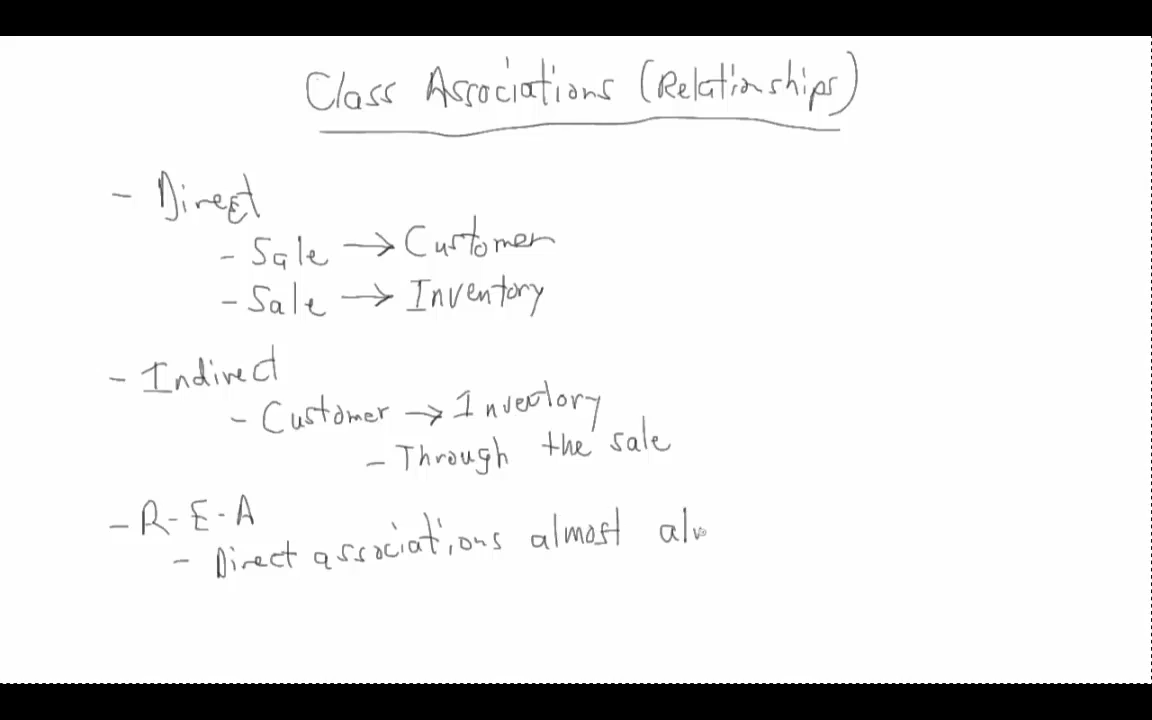 Class Associations (Relationships)
- Direct
- Sale → Customer
- Sale → Inventory
- Indirect
- Customer → Inventory
- Through the sale
- R-E-A
- Direct associations almost